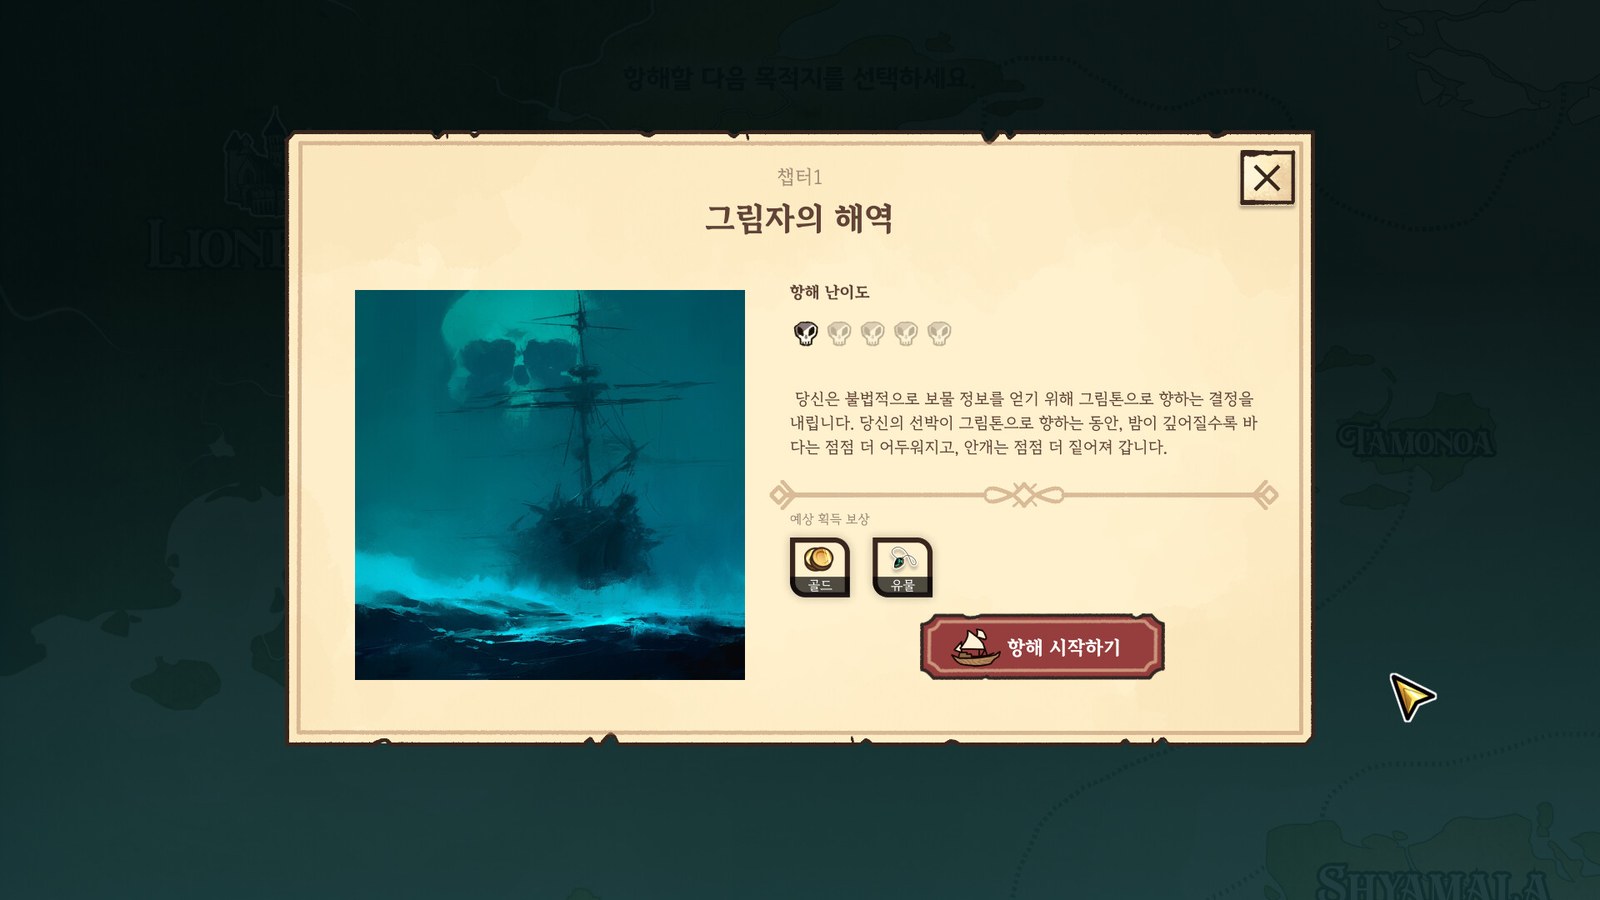 항해할 다음 목적지를 선택하세요.
챕터1
그림자의 해역
항해 난이도
당신은 불법적으로 보물 정보를 얻기 위해 그림톤으로 향하는 결정을
내립니다. 당신의 선박이 그림톤으로 향하는 동안, 밤이 깊어질수록 바
다는 점점 더 어두워지고, 안개는 점점 더 짙어져 갑니다.
예상 획득 보상
골드
유물
항해 시작하기
TAMONOA
SHYAMALA